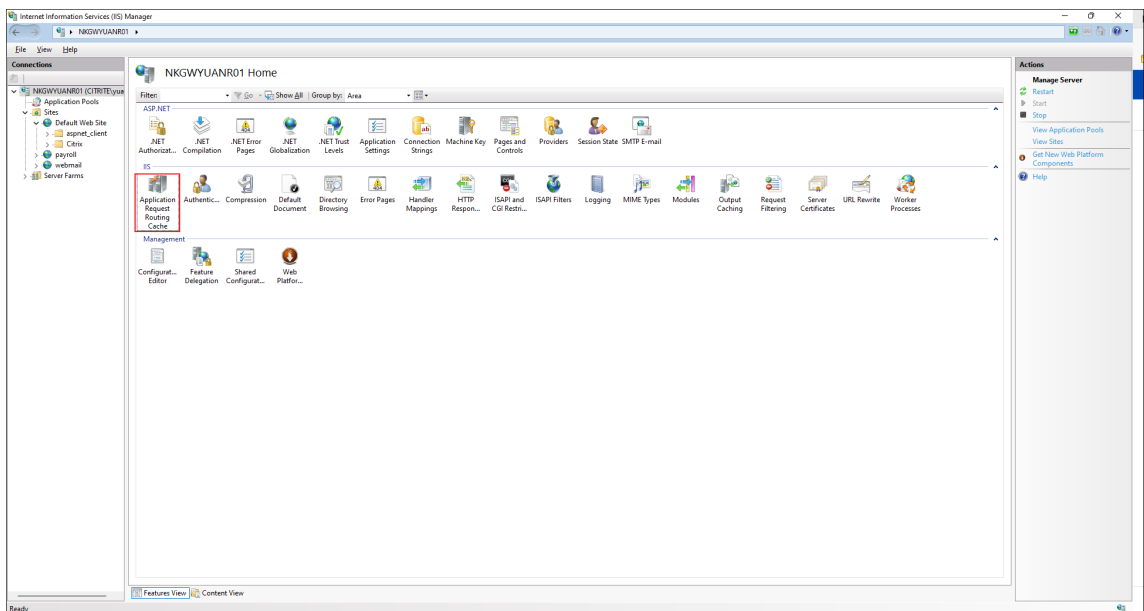 Internet Information Services (IIS) Manager
NKGWYUANR01
File View Help
Connections
NKGWYUANR01 (CITRITE\yua
Application Pools
Sites
Default Web Site
aspnet_client
Citrix
payroll
webmail
Server Farms
NKGWYUANR01 Home
Filter: Go Show All Group by: Area
ASP.NET
.NET Authorizat...
.NET Compilation
.NET Error Pages
.NET Globalization
.NET Trust Levels
Application Settings
Connection Strings
Machine Key
Pages and Controls
Providers
Session State
SMTP E-mail
IIS
Application Request Routing Cache
Authentic...
Compression
Default Document
Directory Browsing
Error Pages
Handler Mappings
HTTP Respon...
ISAPI and CGI Restri...
ISAPI Filters
Logging
MIME Types
Modules
Output Caching
Request Filtering
Server Certificates
URL Rewrite
Worker Processes
Management
Configurat... Editor
Feature Delegation
Shared Configurat...
Web Platfor...
Features View Content View
Actions
Manage Server
Restart
Start
Stop
View Application Pools
View Sites
Get New Web Platform
Components
Help
Ready